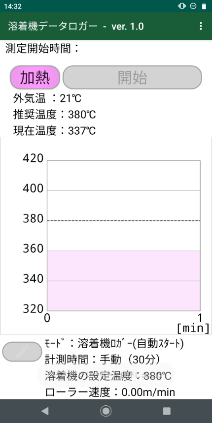 14:32
溶着機データロガー - ver. 1.0
測定開始時間：
加熱 開始
外気温 ：21℃
推奨温度：380℃
現在温度：337℃
420
400
380
360
340
320
0 1
[min]
ﾓｰﾄﾞ：溶着機ﾛｶﾞｰ(自動ｽﾀｰﾄ)
計測時間：手動（30分）
溶着機の設定温度：380℃
ローラー速度：0.00m/min